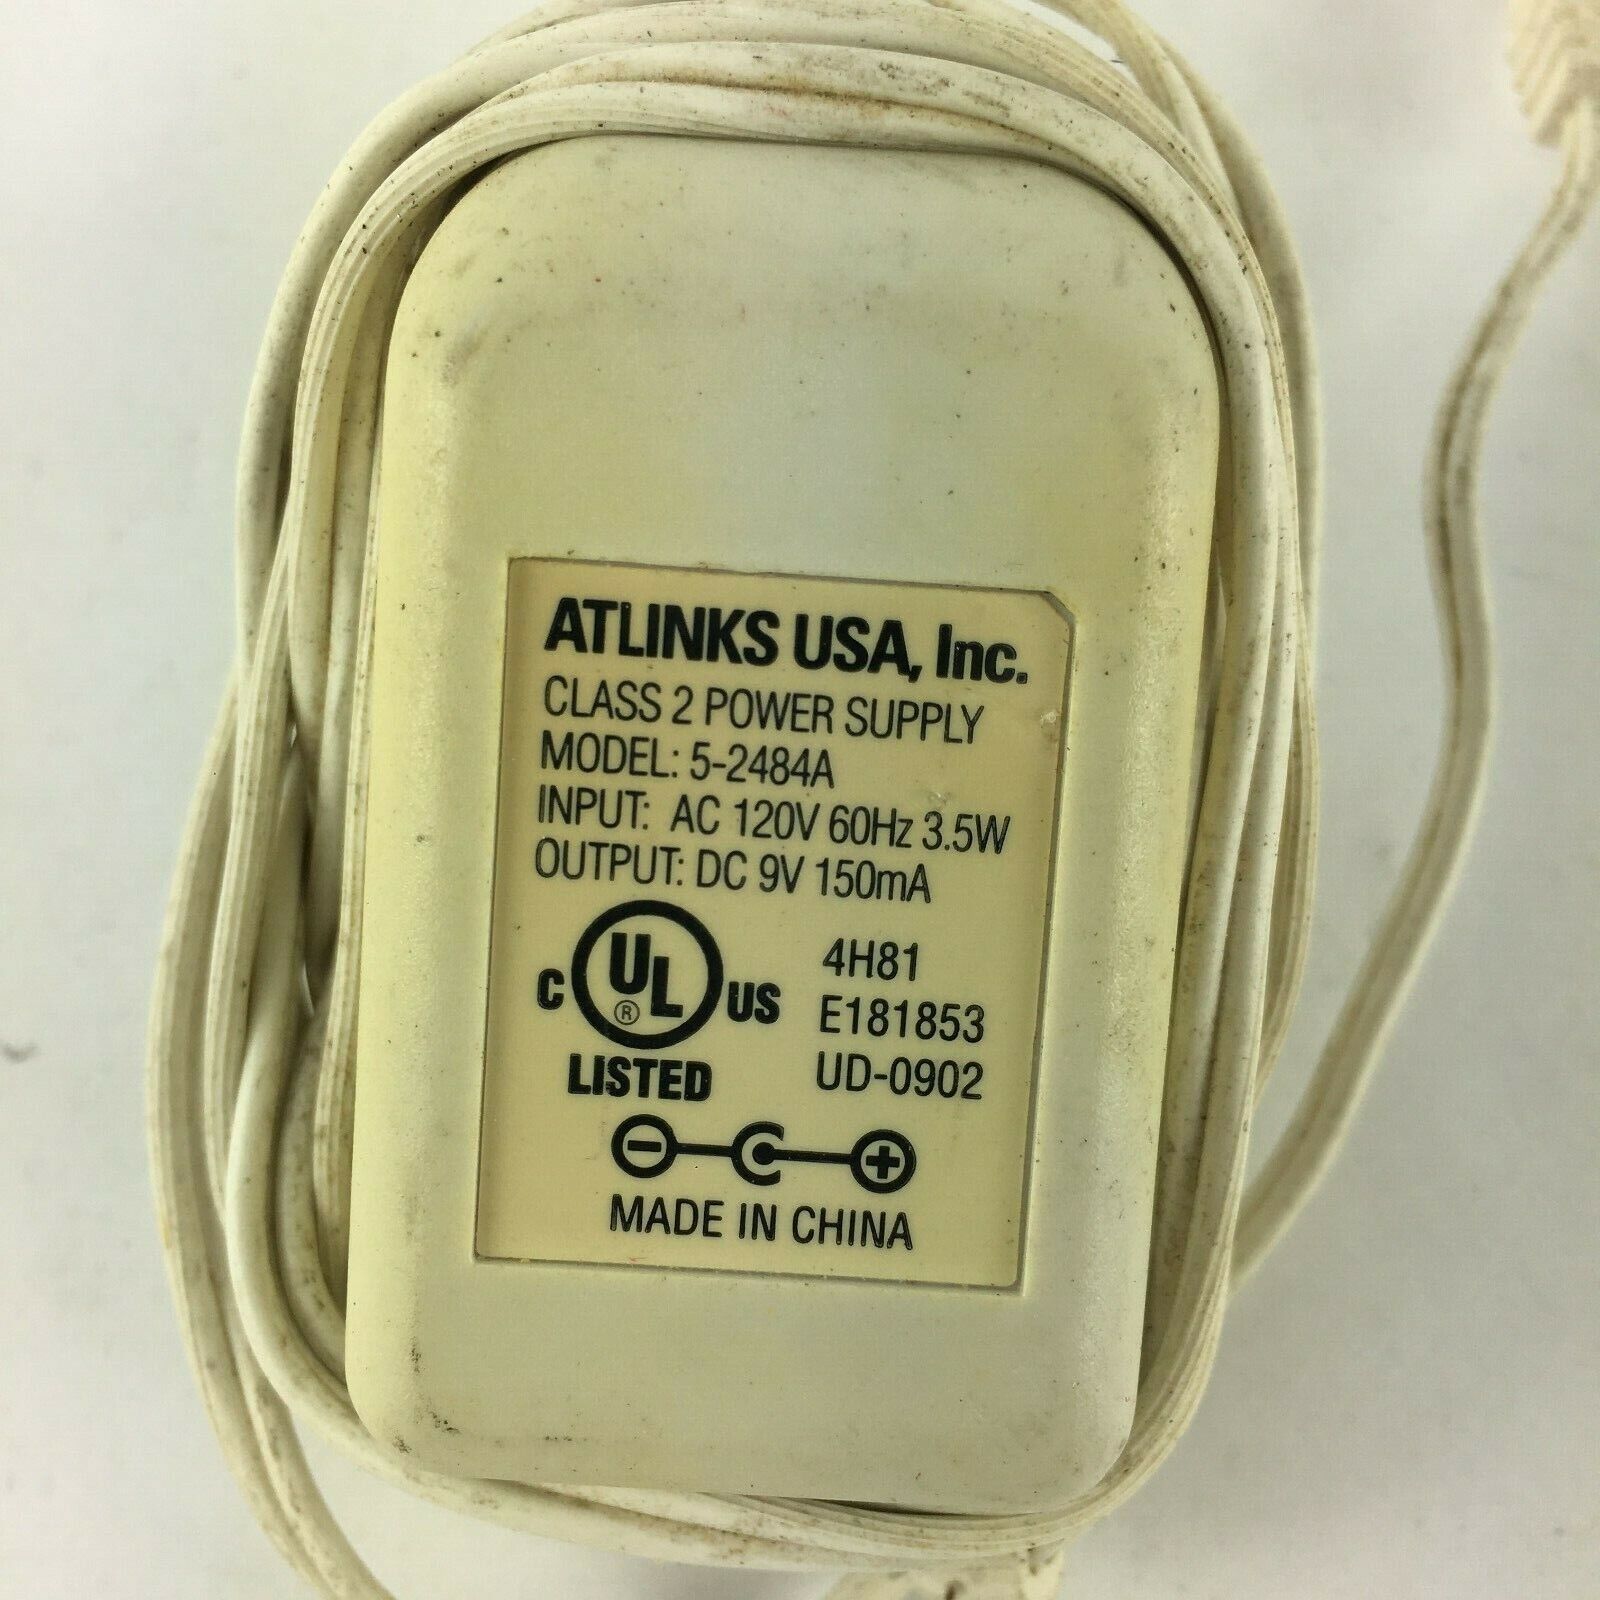 ATLINKS USA, Inc.
CLASS 2 POWER SUPPLY
MODEL: 5-2484A
INPUT: AC 120V 60Hz 3.5W
OUTPUT: DC 9V 150mA
C UL ® US
LISTED
4H81
E181853
UD-0902
MADE IN CHINA